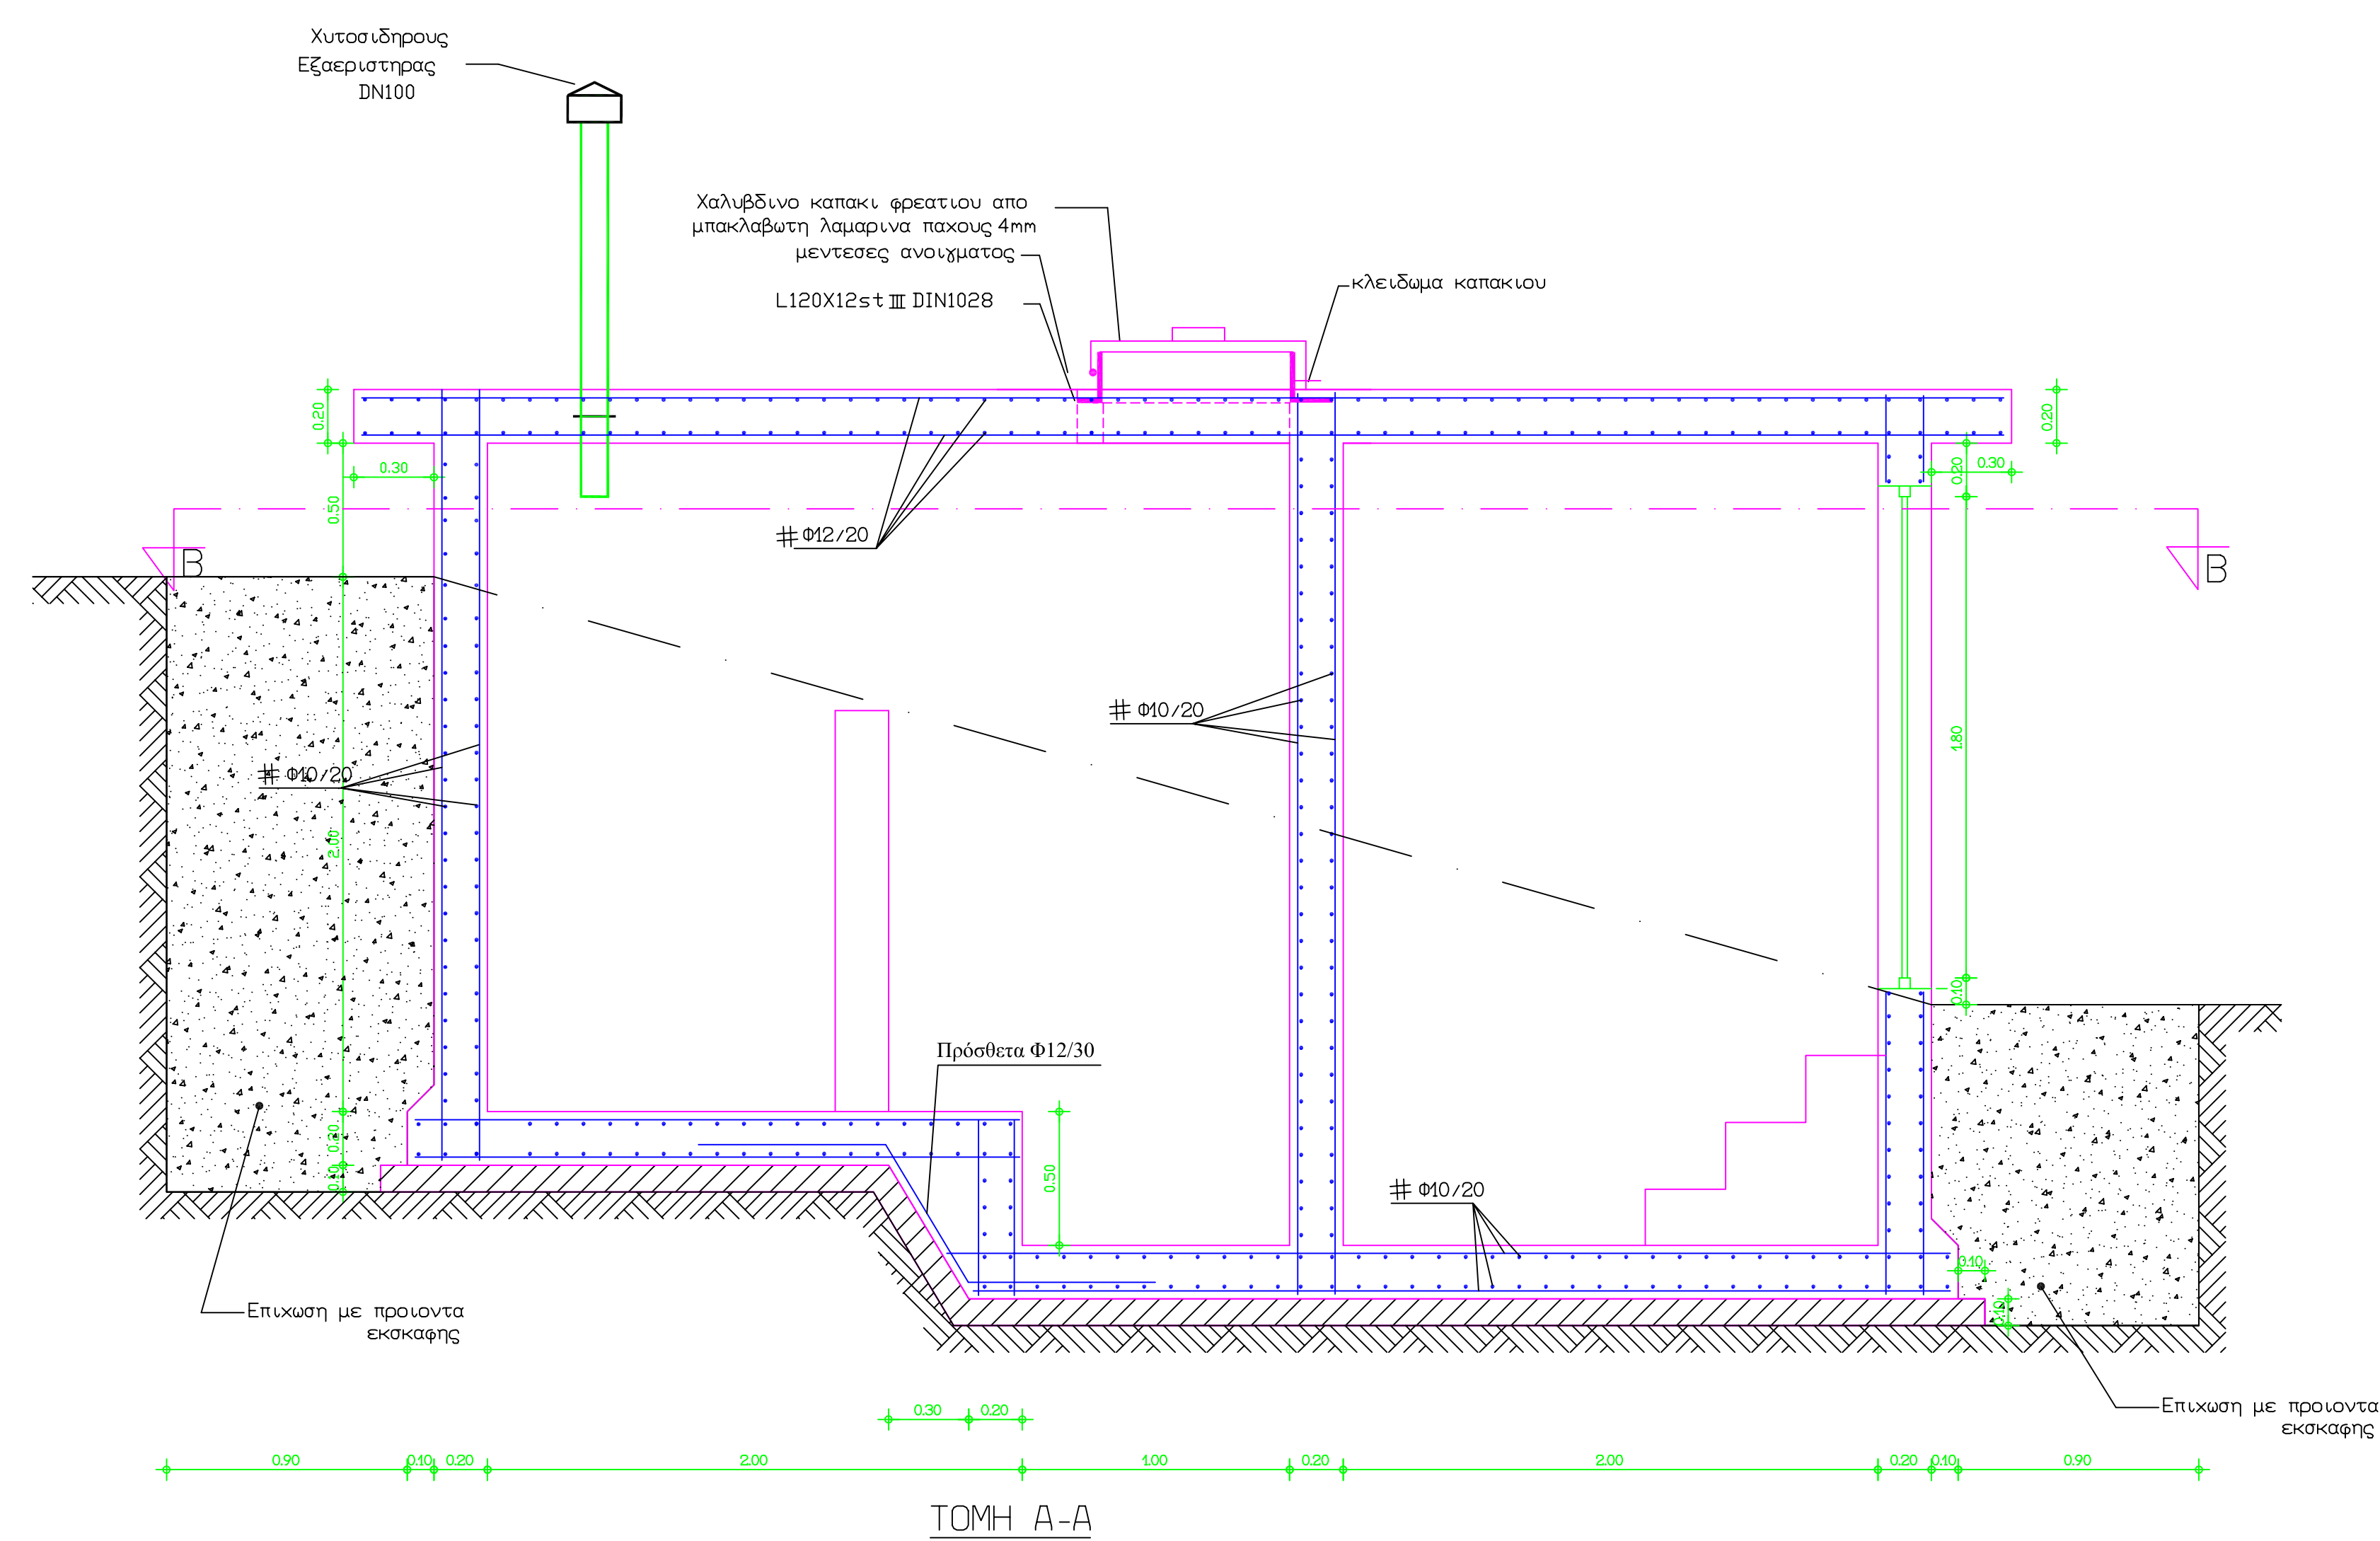 Χυτοσιδηρους
Εξαεριστηρας
DN100
Χαλυβδινο καπακι φρεατιου απο
μπακλαβωτη λαμαρινα παχους 4mm
μεντεσες ανοιγματος
L120X12st III DIN1028
κλειδωμα καπακιου
0.20
0.20
0.30
0.20
0.30
0.50
# Φ12/20
B
B
# Φ10/20
1.80
# Φ10/20
2.00
0.10
Πρόσθετα Φ12/30
0.20
0.50
0.10
# Φ10/20
0.10
0.10
Επιχωση με προιοντα
εκσκαφης
Επιχωση με προιοντα
εκσκαφης
0.30 0.20
0.90 0.10 0.20 2.00 1.00 0.20 2.00 0.20 0.10 0.90
ΤΟΜΗ Α-Α